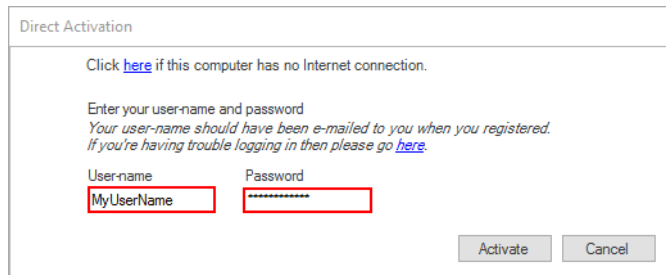 Direct Activation
Click here if this computer has no Internet connection.
Enter your user-name and password
Your user-name should have been e-mailed to you when you registered.
If you're having trouble logging in then please go here.
User-name Password
MyUserName ************
Activate Cancel